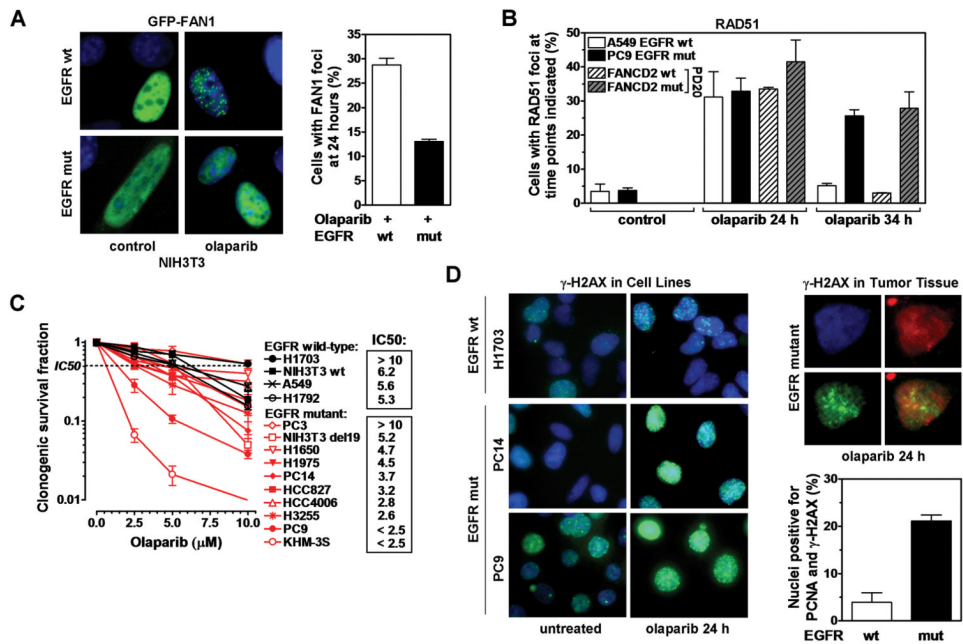 A
GFP-FAN1
EGFR wt
EGFR mut
control
olaparib
NIH3T3
Cells with FAN1 foci
at 24 hours (%)
35
30
25
20
15
10
5
0
Olaparib + +
EGFR wt mut
B
RAD51
Cells with RAD51 foci at
time points indicated (%)
50
40
30
20
10
0
A549 EGFR wt
PC9 EGFR mut
FANCD2 wt
FANCD2 mut
PD20
control
olaparib 24 h
olaparib 34 h
C
Clonogenic survival fraction
1
IC50
0.1
0.01
0.0 2.5 5.0 7.5 10.0
Olaparib (μM)
IC50:
EGFR wild-type:
H1703 > 10
NIH3T3 wt 6.2
A549 5.6
H1792 5.3
EGFR mutant:
PC3 > 10
NIH3T3 del19 5.2
H1650 4.7
H1975 4.5
PC14 3.7
HCC827 3.2
HCC4006 2.8
H3255 2.6
PC9 < 2.5
KHM-3S < 2.5
D
γ-H2AX in Cell Lines
EGFR wt
H1703
EGFR mut
PC14
PC9
untreated
olaparib 24 h
γ-H2AX in Tumor Tissue
EGFR mutant
olaparib 24 h
Nuclei positive for
PCNA and γ-H2AX (%)
30
20
10
0
EGFR wt mut